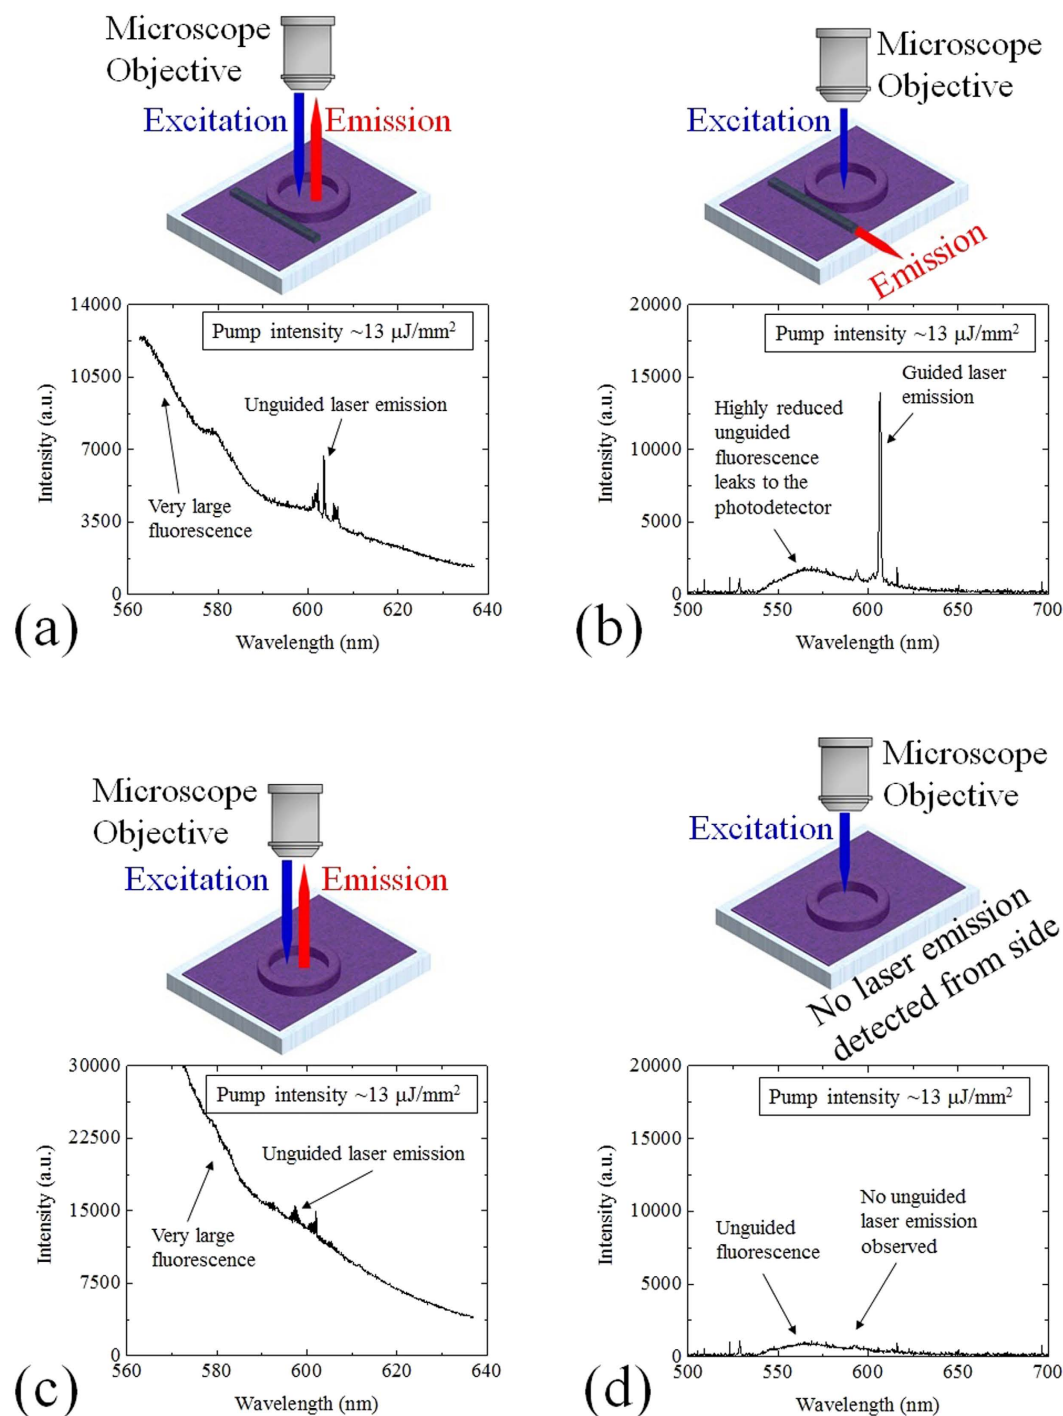 Microscope
Objective
Excitation
Emission
14000
10500
7000
3500
0
Intensity (a.u.)
Pump intensity ~13 μJ/mm²
Unguided laser emission
Very large
fluorescence
560
580
600
620
640
Wavelength (nm)
(a)
Microscope
Objective
Excitation
Emission
20000
15000
10000
5000
0
Intensity (a.u.)
Pump intensity ~13 μJ/mm²
Guided laser
emission
Highly reduced
unguided
fluorescence
leaks to the
photodetector
500
550
600
650
700
Wavelength (nm)
(b)
Microscope
Objective
Excitation
Emission
30000
22500
15000
7500
0
Intensity (a.u.)
Pump intensity ~13 μJ/mm²
Unguided laser emission
Very large
fluorescence
560
580
600
620
640
Wavelength (nm)
(c)
Microscope
Objective
Excitation
No laser emission
detected from side
20000
15000
10000
5000
0
Intensity (a.u.)
Pump intensity ~13 μJ/mm²
Unguided
fluorescence
No unguided
laser emission
observed
500
550
600
650
700
Wavelength (nm)
(d)